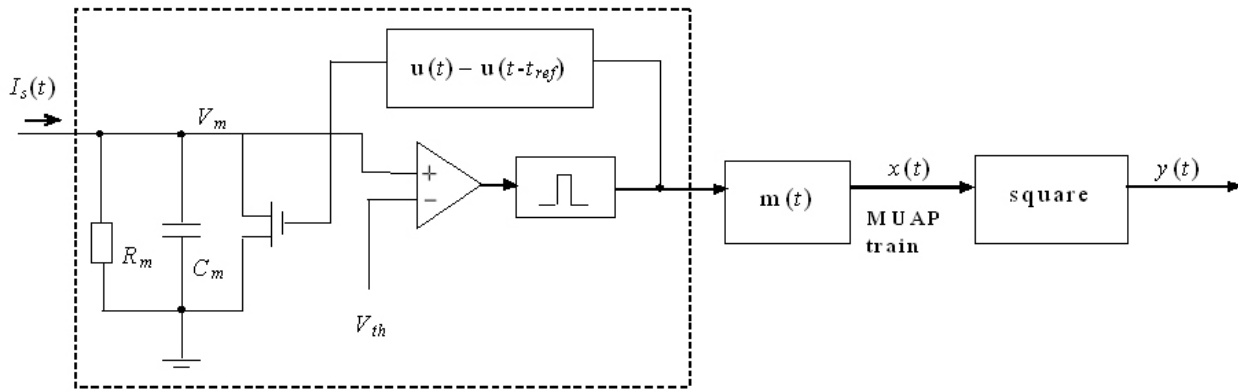 u(t) – u(t-t_ref)
I_s(t)
V_m
+
−
R_m
C_m
V_th
m(t)
x(t)
MUAP
train
square
y(t)